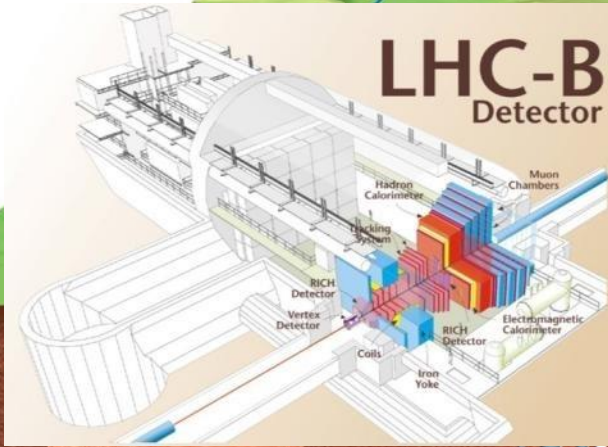 LHC-B
Detector
Muon
Chambers
Hadron
Calorimeter
Tracking
System
RICH
Detector
Vertex
Detector
Coils
Iron
Yoke
RICH
Detector
Electromagnetic
Calorimeter